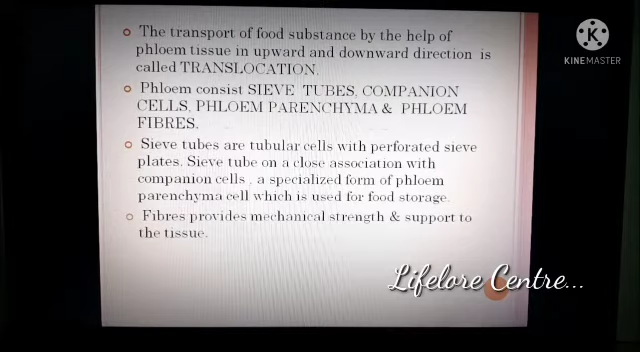 The transport of food substance by the help of
phloem tissue in upward and downward direction is
called TRANSLOCATION.
Phloem consist SIEVE TUBES, COMPANION
CELLS, PHLOEM PARENCHYMA & PHLOEM
FIBRES.
Sieve tubes are tubular cells with perforated sieve
plates. Sieve tube on a close association with
companion cells , a specialized form of phloem
parenchyma cell which is used for food storage.
Fibres provides mechanical strength & support to
the tissue.
Lifelore Centre...
K
KINEMASTER